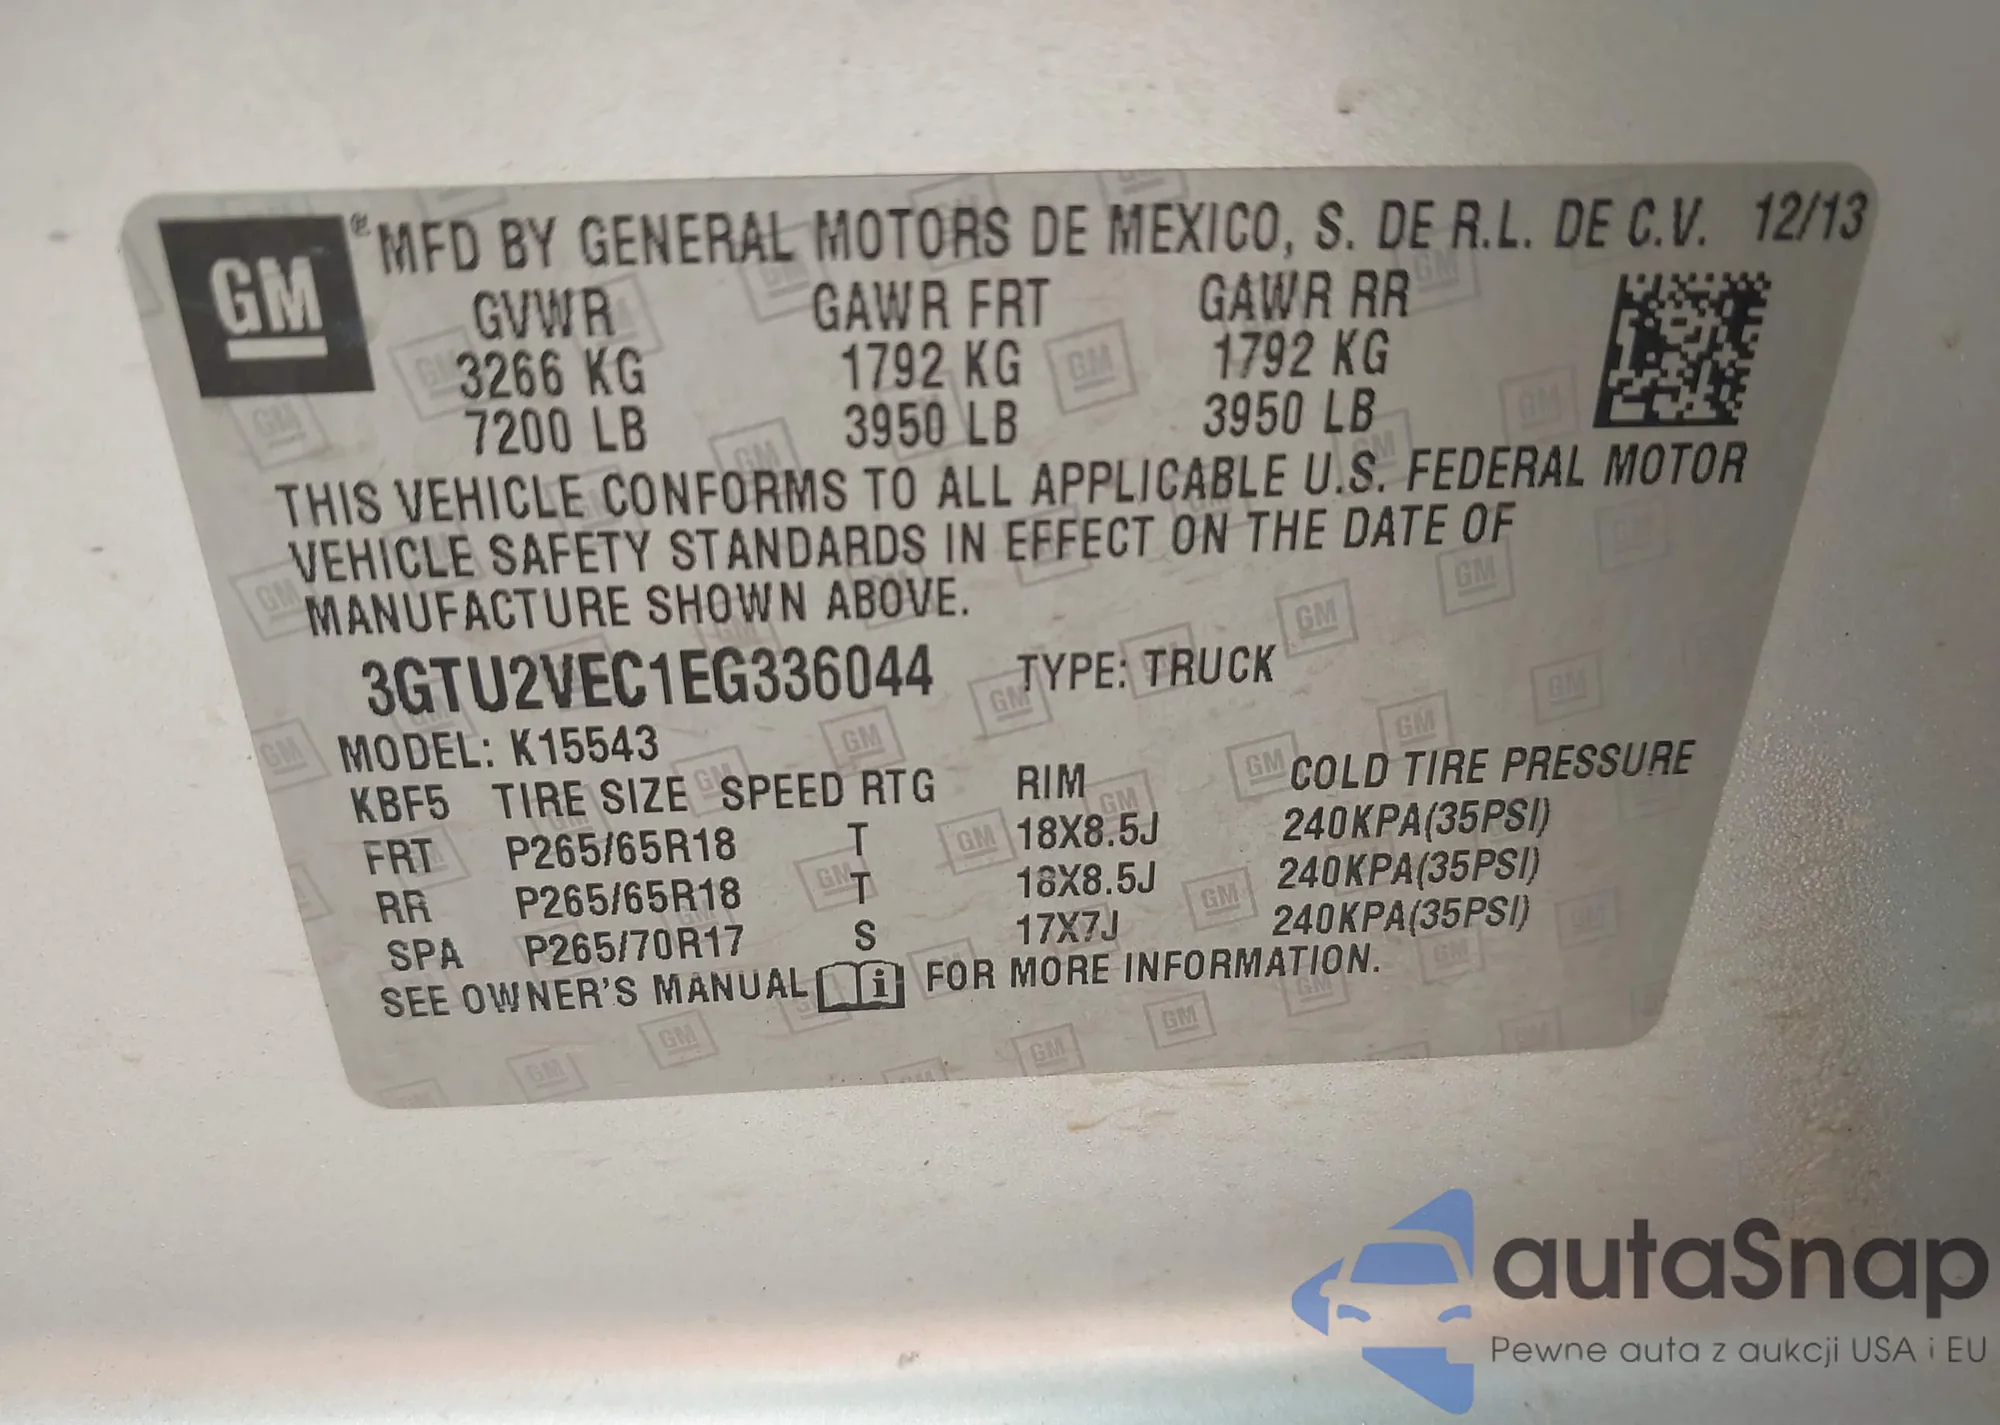 GM ® MFD BY GENERAL MOTORS DE MEXICO, S. DE R.L. DE C.V. 12/13
GVWR GAWR FRT GAWR RR
3266 KG 1792 KG 1792 KG
7200 LB 3950 LB 3950 LB
THIS VEHICLE CONFORMS TO ALL APPLICABLE U.S. FEDERAL MOTOR
VEHICLE SAFETY STANDARDS IN EFFECT ON THE DATE OF
MANUFACTURE SHOWN ABOVE.
3GTU2VEC1EG336044 TYPE: TRUCK
MODEL: K15543
KBF5 TIRE SIZE SPEED RTG RIM COLD TIRE PRESSURE
FRT P265/65R18 T 18X8.5J 240KPA(35PSI)
RR P265/65R18 T 18X8.5J 240KPA(35PSI)
SPA P265/70R17 S 17X7J 240KPA(35PSI)
SEE OWNER'S MANUAL i FOR MORE INFORMATION.
autaSnap
Pewne auta z aukcji USA i EU